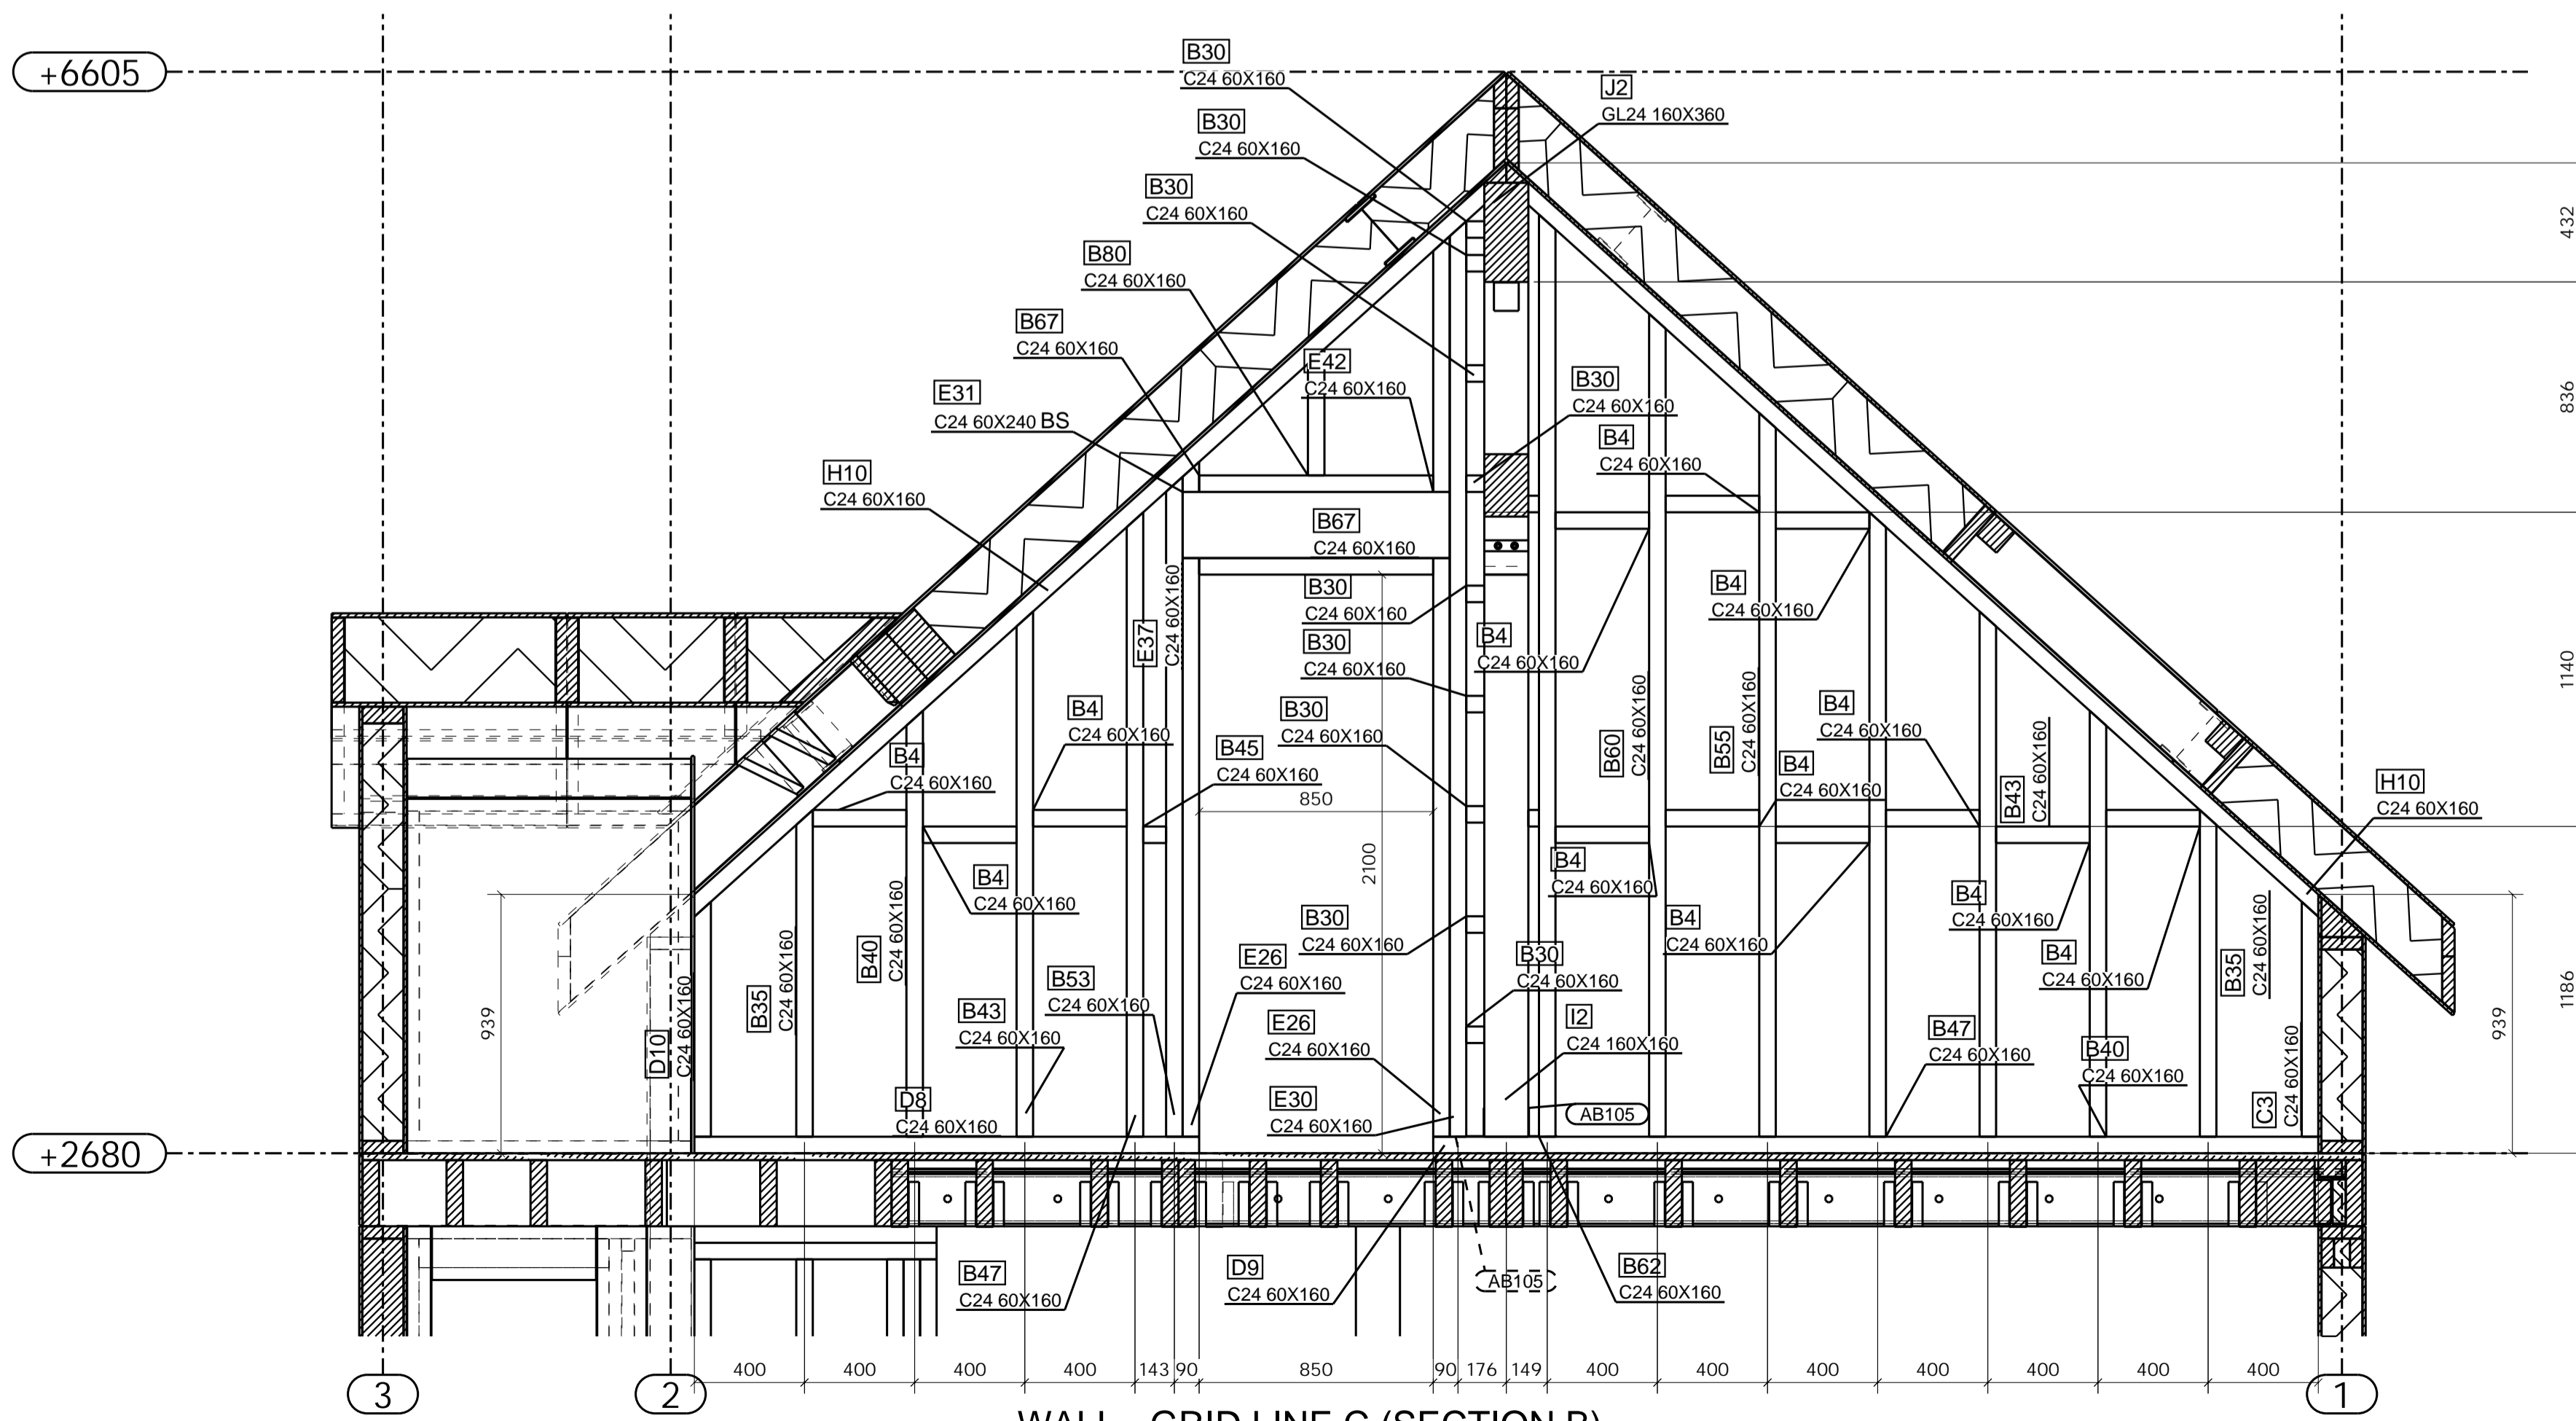 +6605
B30
C24 60X160
J2
GL24 160X360
B30
C24 60X160
B30
C24 60X160
432
B80
C24 60X160
B67
C24 60X160
E42
C24 60X160
E31
C24 60X240 BS
B30
C24 60X160
836
B4
C24 60X160
H10
C24 60X160
B67
C24 60X160
B30
C24 60X160
B4
C24 60X160
E37
C24 60X160
B30
C24 60X160
B4
C24 60X160
1140
B4
C24 60X160
B30
C24 60X160
B60
C24 60X160
B55
C24 60X160
B4
C24 60X160
B4
C24 60X160
B45
C24 60X160
B4
C24 60X160
B43
C24 60X160
H10
C24 60X160
850
2100
B4
C24 60X160
B4
C24 60X160
B4
C24 60X160
B4
C24 60X160
B40
C24 60X160
B30
C24 60X160
B35
C24 60X160
B30
C24 60X160
B4
C24 60X160
B35
C24 60X160
E26
C24 60X160
B53
C24 60X160
939
939
1186
B43
C24 60X160
E26
C24 60X160
I2
C24 160X160
B47
C24 60X160
B40
C24 60X160
D10
C24 60X160
D8
C24 60X160
E30
C24 60X160
AB105
C3
C24 60X160
+2680
B47
C24 60X160
D9
C24 60X160
AB105
B62
C24 60X160
400 400 400 400 143 90 850 90 176 149 400 400 400 400 400 400 400
3 2 1
WALL - GRID LINE C (SECTION B)